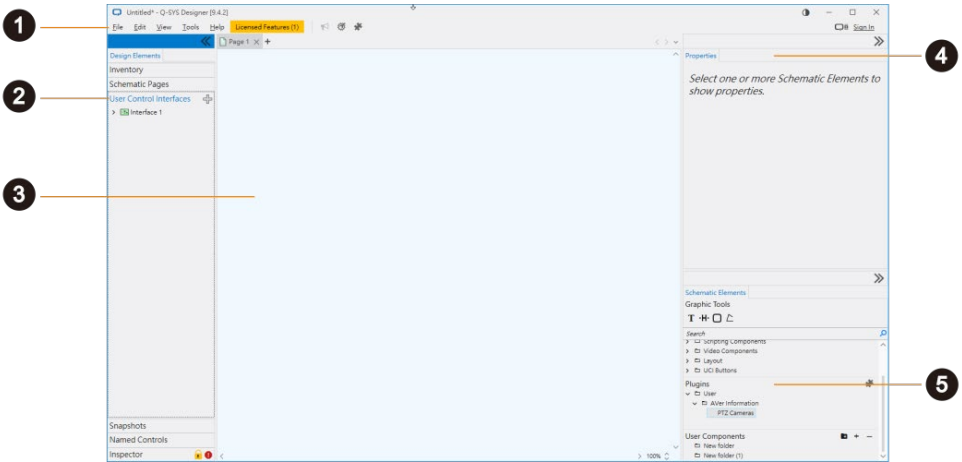 Untitled* - Q-SYS Designer [9.4.2]
1
File Edit View Tools Help Licensed Features (1) Sign In
Page 1
Design Elements
Inventory
Schematic Pages
2
User Control Interfaces
Interface 1
3
Snapshots
Named Controls
Inspector
100%
Properties
4
Select one or more Schematic Elements to
show properties.
Schematic Elements
Graphic Tools
T
Search
Scripting Components
Video Components
Layout
UCI Buttons
Plugins
5
User
AVer Information
PTZ Cameras
User Components
New folder
New folder (1)